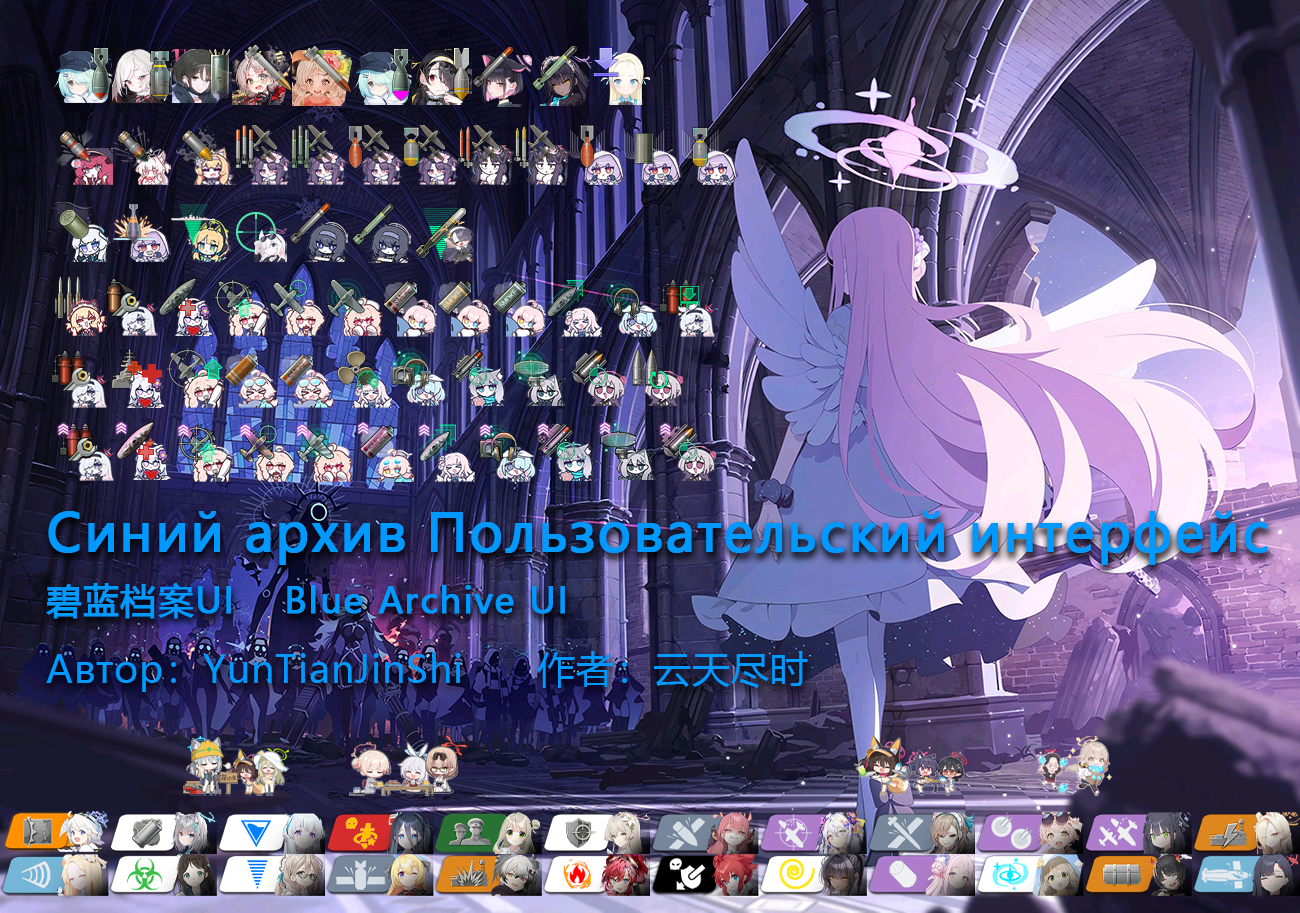 Синий архив Пользовательский интерфейс
碧蓝档案UI Blue Archive UI
Автор：YunTianJinShi 作者：云天尽时